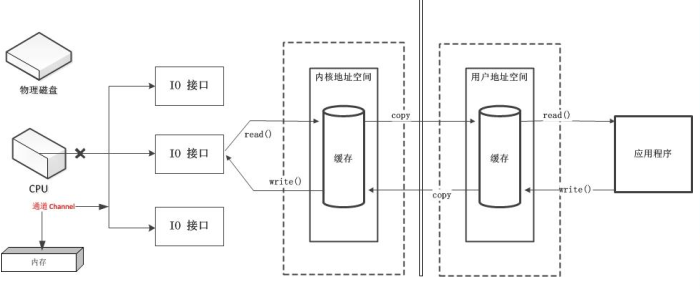 物理磁盘
CPU
通道 Channel
内存
IO 接口
IO 接口
IO 接口
read()
write()
内核地址空间
缓存
copy
copy
用户地址空间
缓存
read()
write()
应用程序